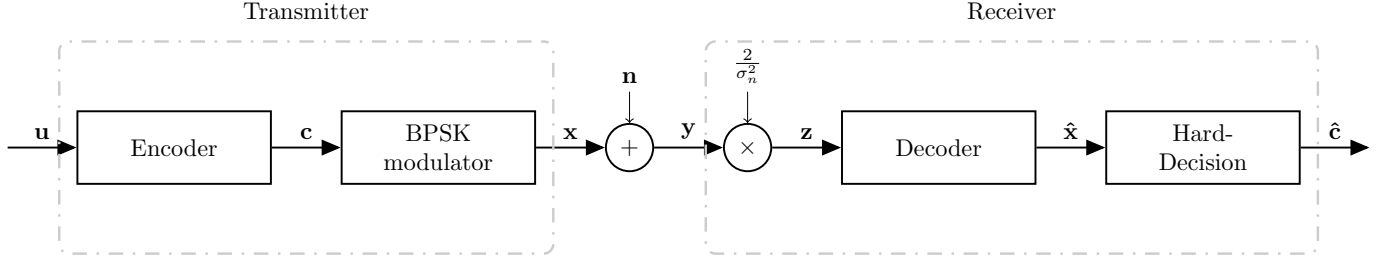 Transmitter
Receiver
n
2/σ_n^2
u
Encoder
c
BPSK
modulator
x
+
y
×
z
Decoder
x̂
Hard-
Decision
ĉ